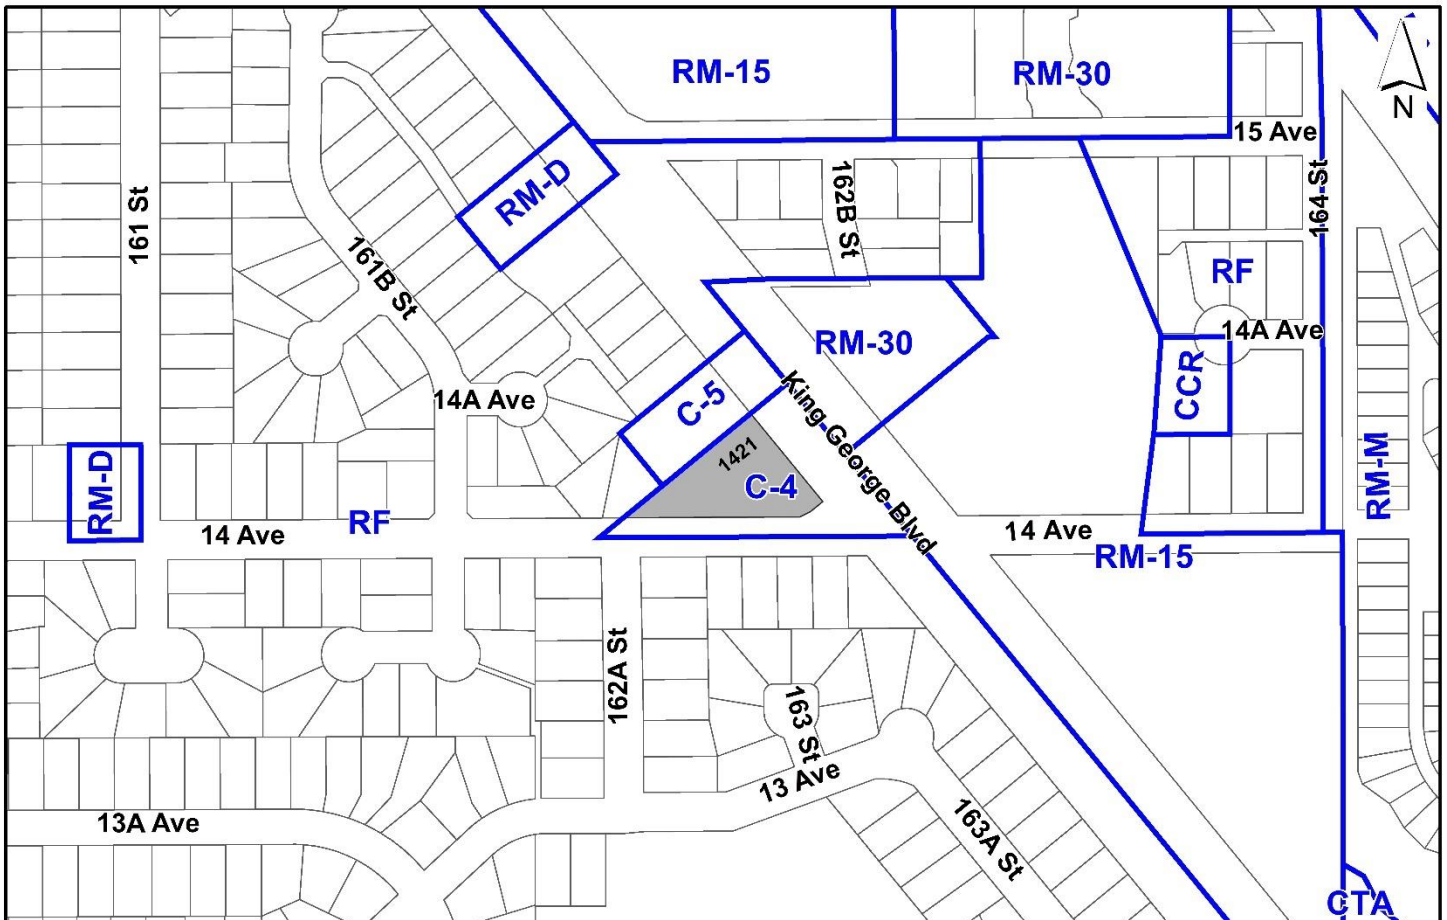 RM-15
RM-30
N
15 Ave
RM-D
162B St
164 St
161 St
161B St
RF
14A Ave
RM-30
CCR
King George Blvd
C-5
14A Ave
1421
C-4
RM-M
RM-D
RF
14 Ave
14 Ave
RM-15
162A St
163 St
13 Ave
13A Ave
163A St
CTA